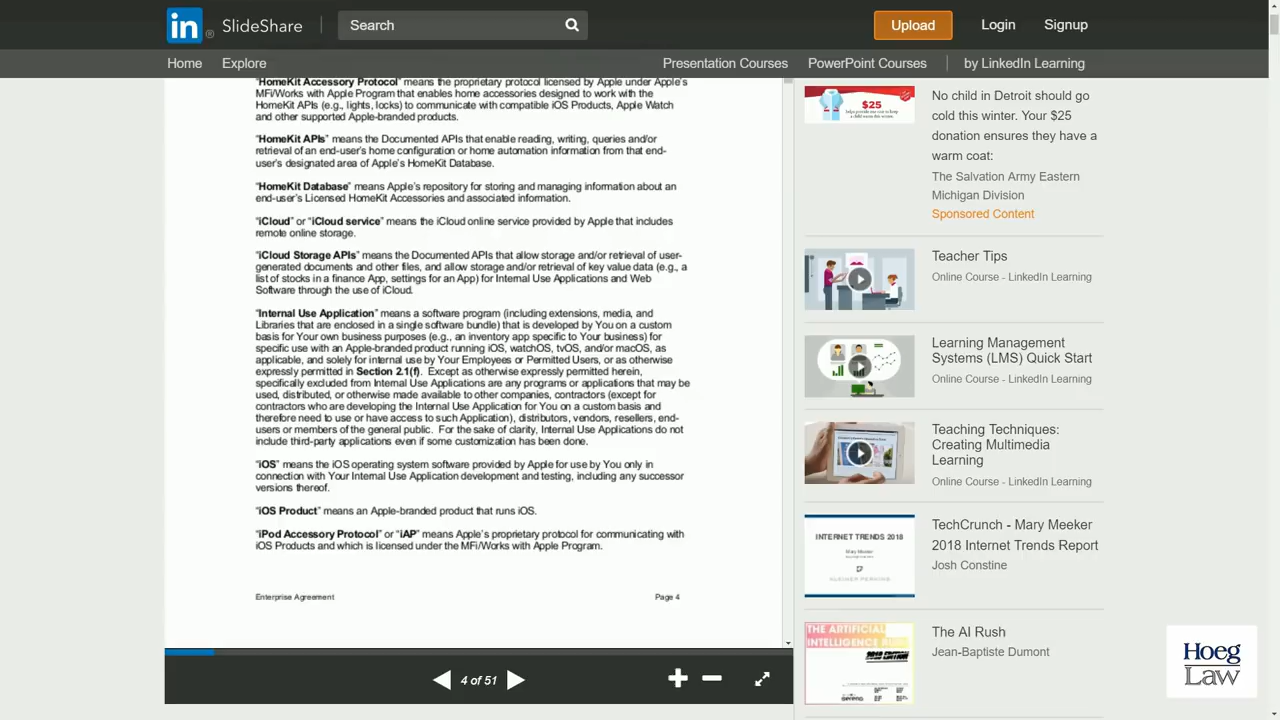 in
® SlideShare
Search
Upload
Login
Signup
Home
Explore
Presentation Courses
PowerPoint Courses
by LinkedIn Learning
“HomeKit Accessory Protocol” means the proprietary protocol licensed by Apple under Apple’s
MFi/Works with Apple Program that enables home accessories designed to work with the
HomeKit APIs (e.g., lights, locks) to communicate with compatible iOS Products, Apple Watch
and other supported Apple-branded products.
“HomeKit APIs” means the Documented APIs that enable reading, writing, queries and/or
retrieval of an end-user’s home configuration or home automation information from that end-
user’s designated area of Apple’s HomeKit Database.
“HomeKit Database” means Apple’s repository for storing and managing information about an
end-user’s Licensed HomeKit Accessories and associated information.
“iCloud” or “iCloud service” means the iCloud online service provided by Apple that includes
remote online storage.
“iCloud Storage APIs” means the Documented APIs that allow storage and/or retrieval of user-
generated documents and other files, and allow storage and/or retrieval of key value data (e.g., a
list of stocks in a finance App, settings for an App) for Internal Use Applications and Web
Software through the use of iCloud.
“Internal Use Application” means a software program (including extensions, media, and
Libraries that are enclosed in a single software bundle) that is developed by You on a custom
basis for Your own business purposes (e.g., an inventory app specific to Your business) for
specific use with an Apple-branded product running iOS, watchOS, tvOS, and/or macOS, as
applicable, and solely for internal use by Your Employees or Permitted Users, or as otherwise
expressly permitted in Section 2.1(f). Except as otherwise expressly permitted herein,
specifically excluded from Internal Use Applications are any programs or applications that may be
used, distributed, or otherwise made available to other companies, contractors (except for
contractors who are developing the Internal Use Application for You on a custom basis and
therefore need to use or have access to such Application), distributors, vendors, resellers, end-
users or members of the general public. For the sake of clarity, Internal Use Applications do not
include third-party applications even if some customization has been done.
“iOS” means the iOS operating system software provided by Apple for use by You only in
connection with Your Internal Use Application development and testing, including any successor
versions thereof.
“iOS Product” means an Apple-branded product that runs iOS.
“iPod Accessory Protocol” or “iAP” means Apple’s proprietary protocol for communicating with
iOS Products and which is licensed under the MFi/Works with Apple Program.
Enterprise Agreement
Page 4
4 of 51
$25
No child in Detroit should go
cold this winter. Your $25
donation ensures they have a
warm coat:
The Salvation Army Eastern
Michigan Division
Sponsored Content
Teacher Tips
Online Course - LinkedIn Learning
Learning Management
Systems (LMS) Quick Start
Online Course - LinkedIn Learning
Teaching Techniques:
Creating Multimedia
Learning
Online Course - LinkedIn Learning
INTERNET TRENDS 2018
Mary Meeker
KLEINER PERKINS
TechCrunch - Mary Meeker
2018 Internet Trends Report
Josh Constine
THE ARTIFICIAL
INTELLIGENCE RUSH
2018 EDITION
The AI Rush
Jean-Baptiste Dumont
Hoeg
Law